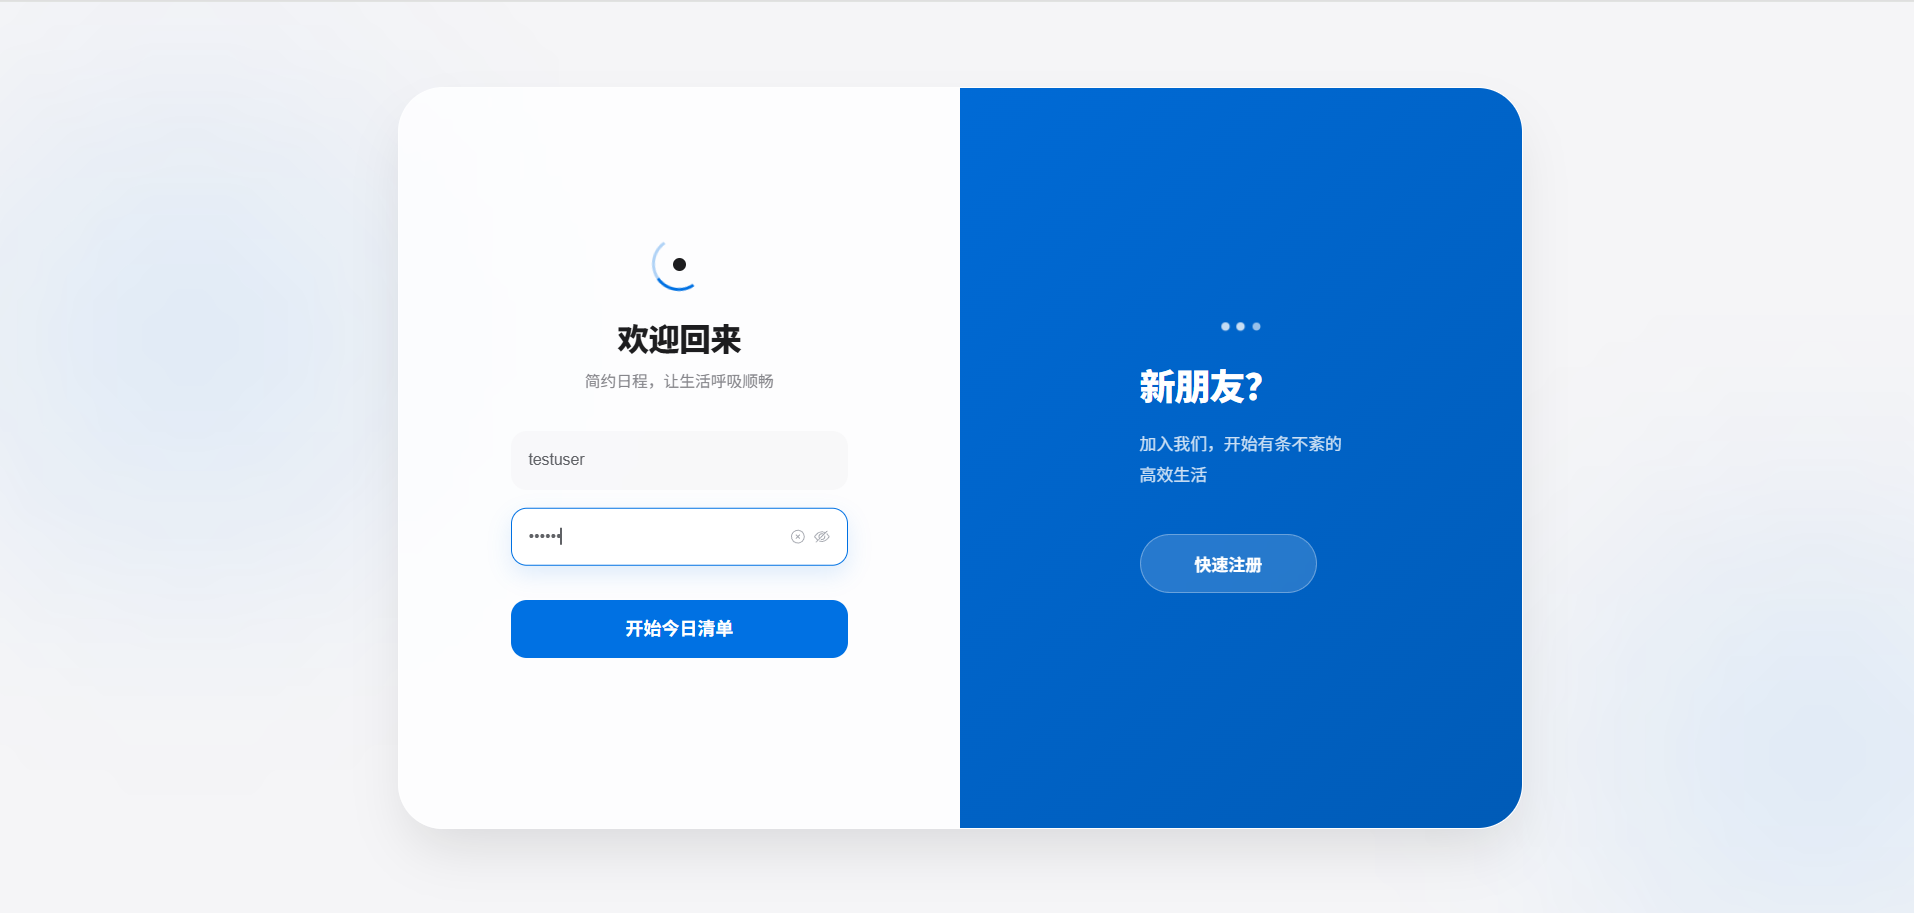 欢迎回来
简约日程，让生活呼吸顺畅
testuser
••••••
开始今日清单
新朋友？
加入我们，开始有条不紊的
高效生活
快速注册